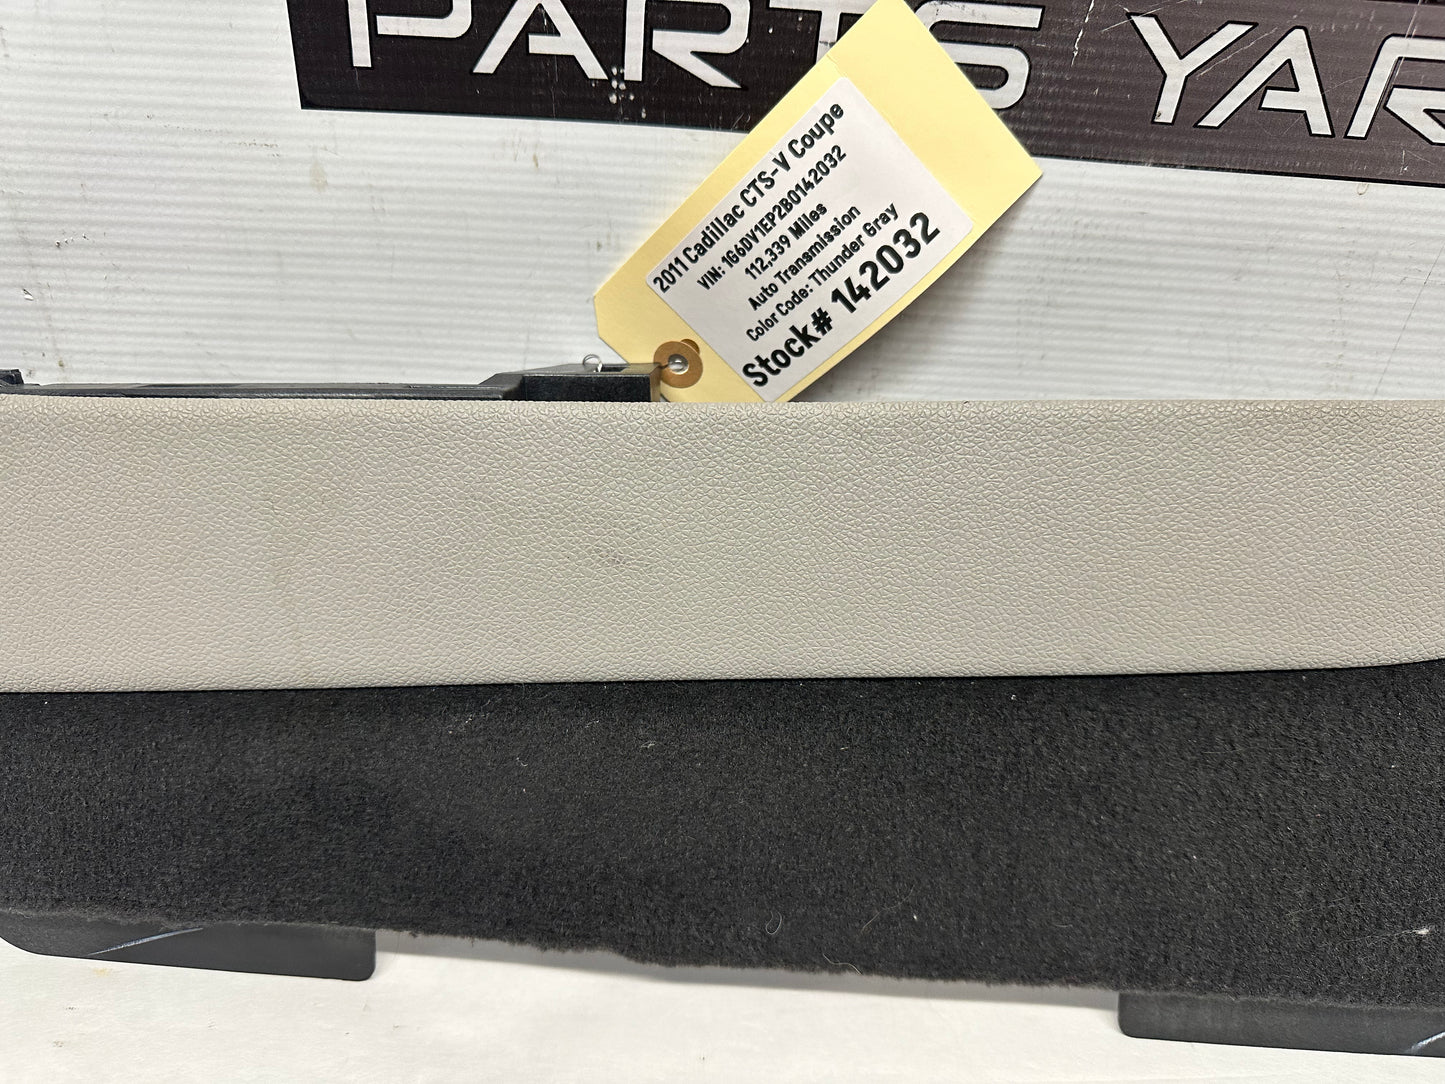 PARTS YAR
2011 Cadillac CTS-V Coupe
VIN: 1G6DV1EP2B0142032
112,339 Miles
Auto Transmission
Color Code: Thunder Gray
Stock# 142032